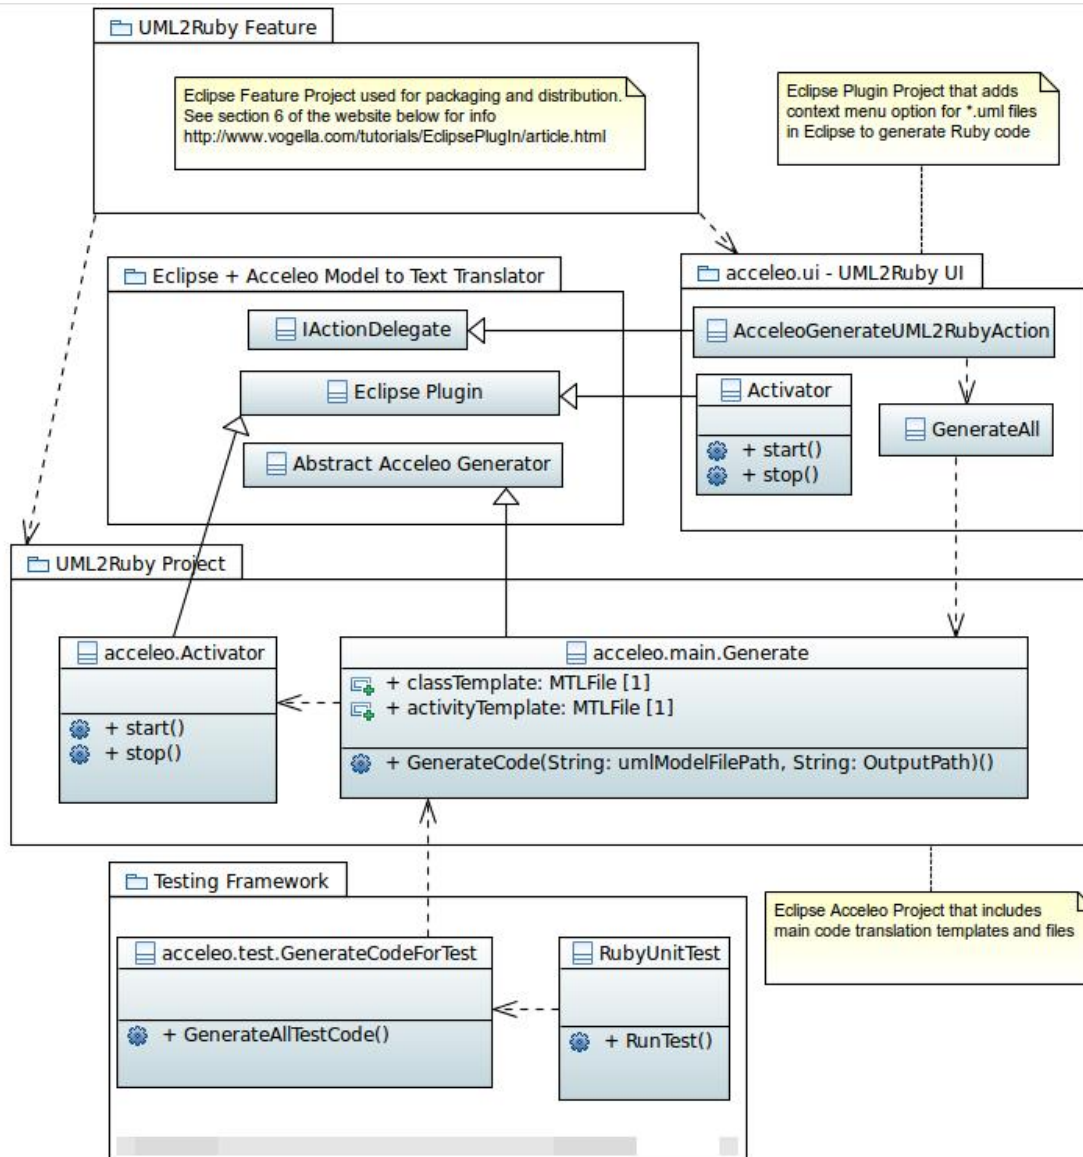 UML2Ruby Feature
Eclipse Feature Project used for packaging and distribution.
See section 6 of the website below for info
http://www.vogella.com/tutorials/EclipsePlugIn/article.html
Eclipse Plugin Project that adds
context menu option for *.uml files
in Eclipse to generate Ruby code
Eclipse + Acceleo Model to Text Translator
IActionDelegate
Eclipse Plugin
Abstract Acceleo Generator
acceleo.ui - UML2Ruby UI
AcceleoGenerateUML2RubyAction
Activator
+ start()
+ stop()
GenerateAll
UML2Ruby Project
acceleo.Activator
+ start()
+ stop()
acceleo.main.Generate
+ classTemplate: MTLFile [1]
+ activityTemplate: MTLFile [1]
+ GenerateCode(String: umlModelFilePath, String: OutputPath)()
Testing Framework
acceleo.test.GenerateCodeForTest
+ GenerateAllTestCode()
RubyUnitTest
+ RunTest()
Eclipse Acceleo Project that includes
main code translation templates and files